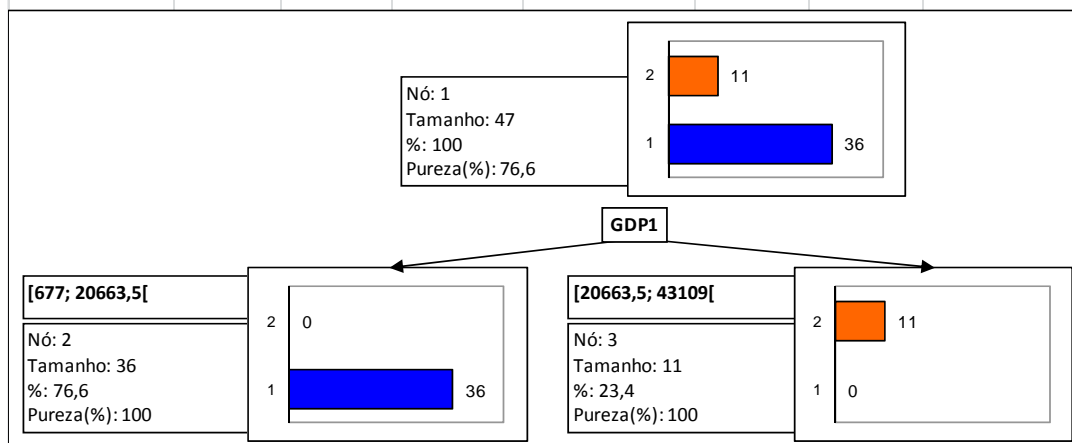 2 11
Nó: 1
Tamanho: 47
%: 100
Pureza(%): 76,6
1 36
GDP1
[677; 20663,5[
2 0
Nó: 2
Tamanho: 36
%: 76,6
Pureza(%): 100
1 36
[20663,5; 43109[
2 11
Nó: 3
Tamanho: 11
%: 23,4
Pureza(%): 100
1 0